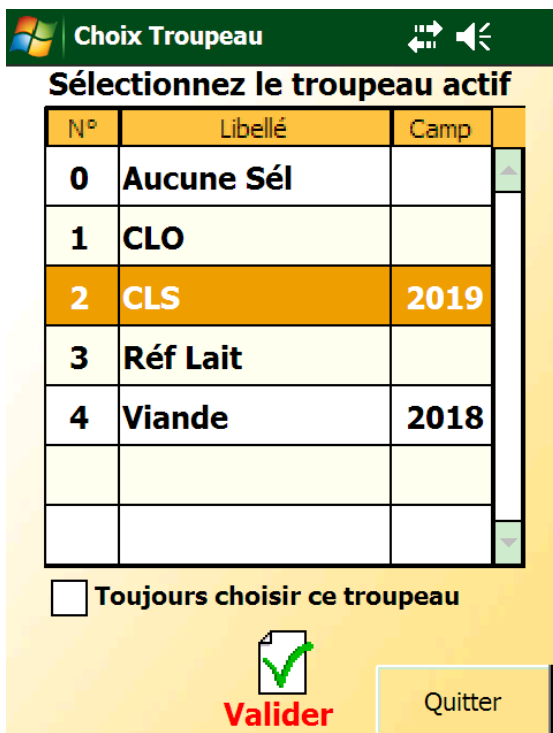 Choix Troupeau
Sélectionnez le troupeau actif
N° Libellé Camp
0 Aucune Sél
1 CLO
2 CLS 2019
3 Réf Lait
4 Viande 2018
Toujours choisir ce troupeau
Valider
Quitter